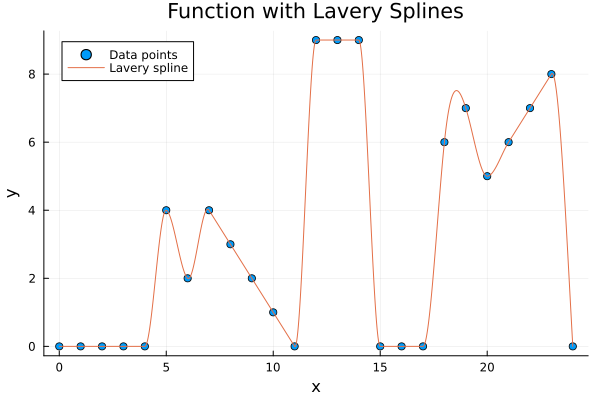 Function with Lavery Splines
Data points
Lavery spline
y
8
6
4
2
0
0 5 10 15 20
x